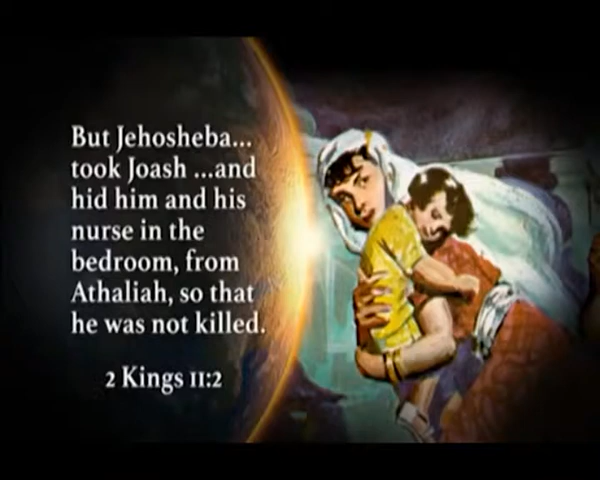 But Jehosheba...
took Joash ...and
hid him and his
nurse in the
bedroom, from
Athaliah, so that
he was not killed.
2 Kings 11:2